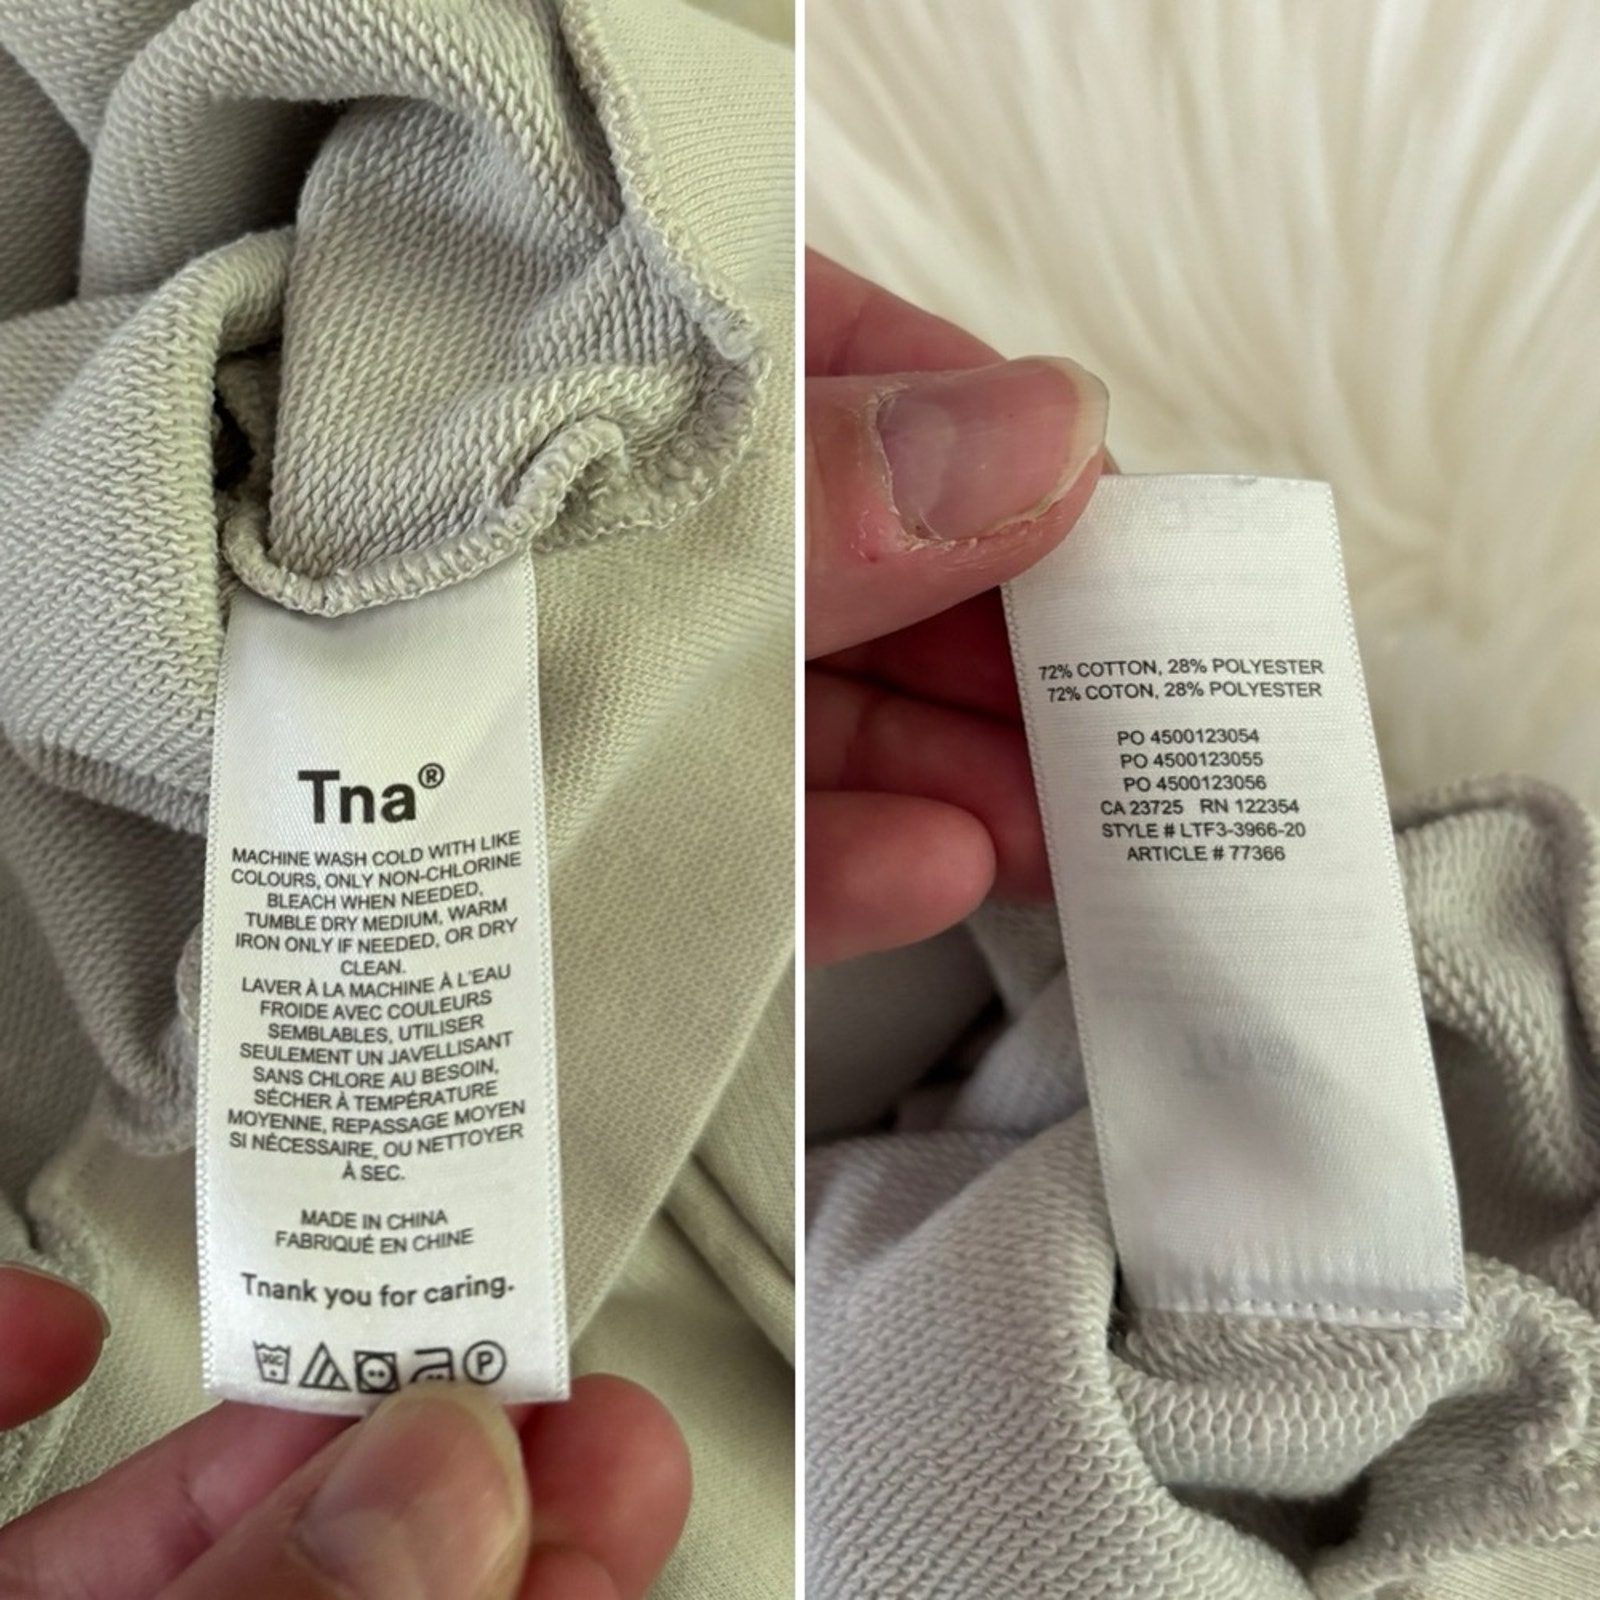 Tna®
MACHINE WASH COLD WITH LIKE
COLOURS, ONLY NON-CHLORINE
BLEACH WHEN NEEDED,
TUMBLE DRY MEDIUM, WARM
IRON ONLY IF NEEDED, OR DRY
CLEAN.
LAVER À LA MACHINE À L'EAU
FROIDE AVEC COULEURS
SEMBLABLES, UTILISER
SEULEMENT UN JAVELLISANT
SANS CHLORE AU BESOIN,
SÉCHER À TEMPÉRATURE
MOYENNE, REPASSAGE MOYEN
SI NÉCESSAIRE, OU NETTOYER
À SEC.
MADE IN CHINA
FABRIQUÉ EN CHINE
Tnank you for caring.
P
72% COTTON, 28% POLYESTER
72% COTON, 28% POLYESTER
PO 4500123054
PO 4500123055
PO 4500123056
CA 23725 RN 122354
STYLE # LTF3-3966-20
ARTICLE # 77366